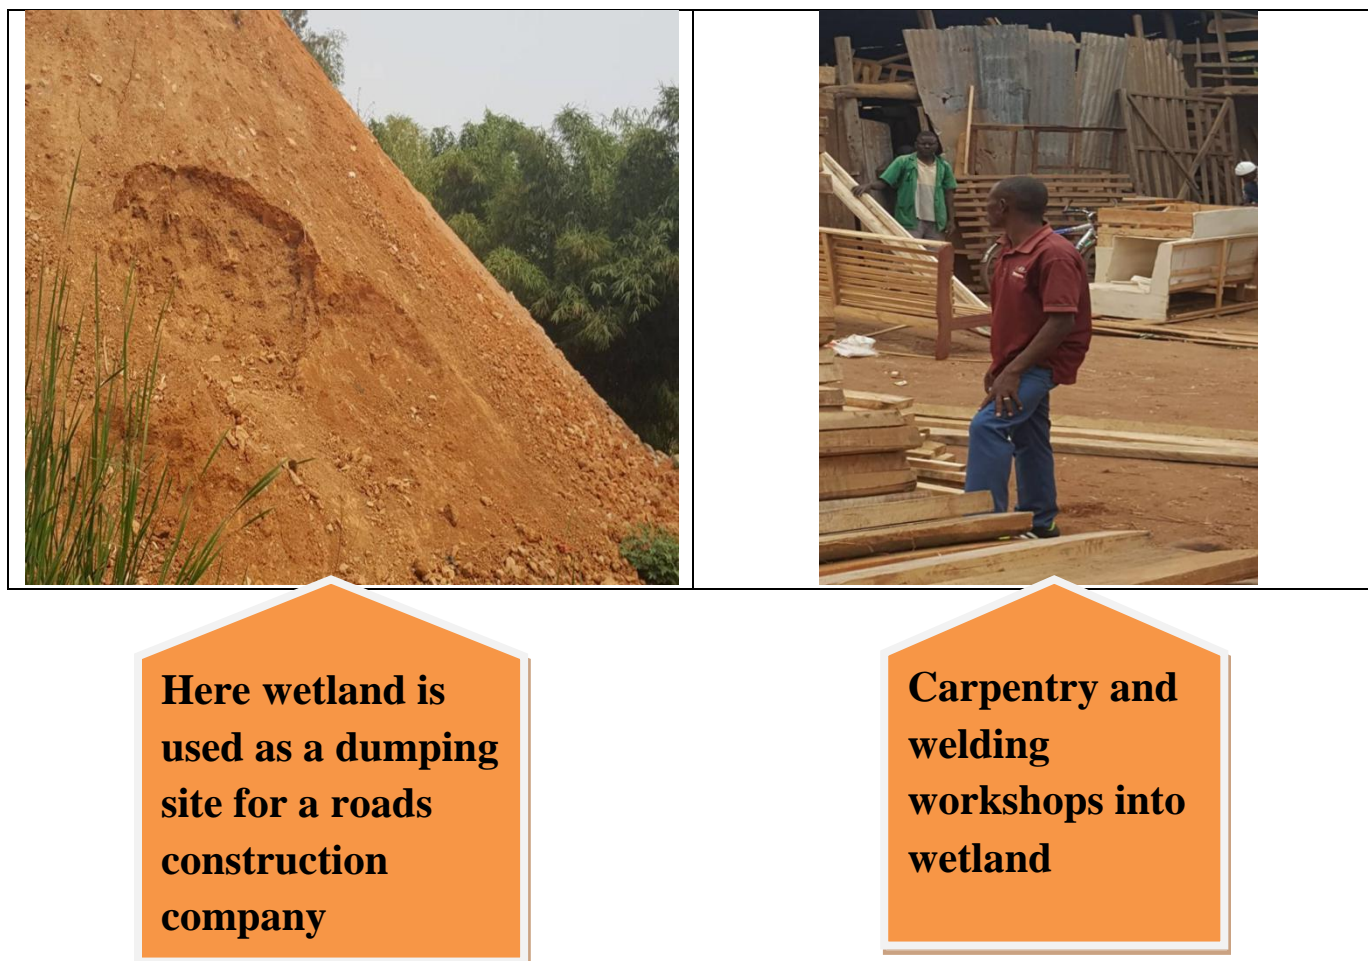 Here wetland is
used as a dumping
site for a roads
construction
company
Carpentry and
welding
workshops into
wetland